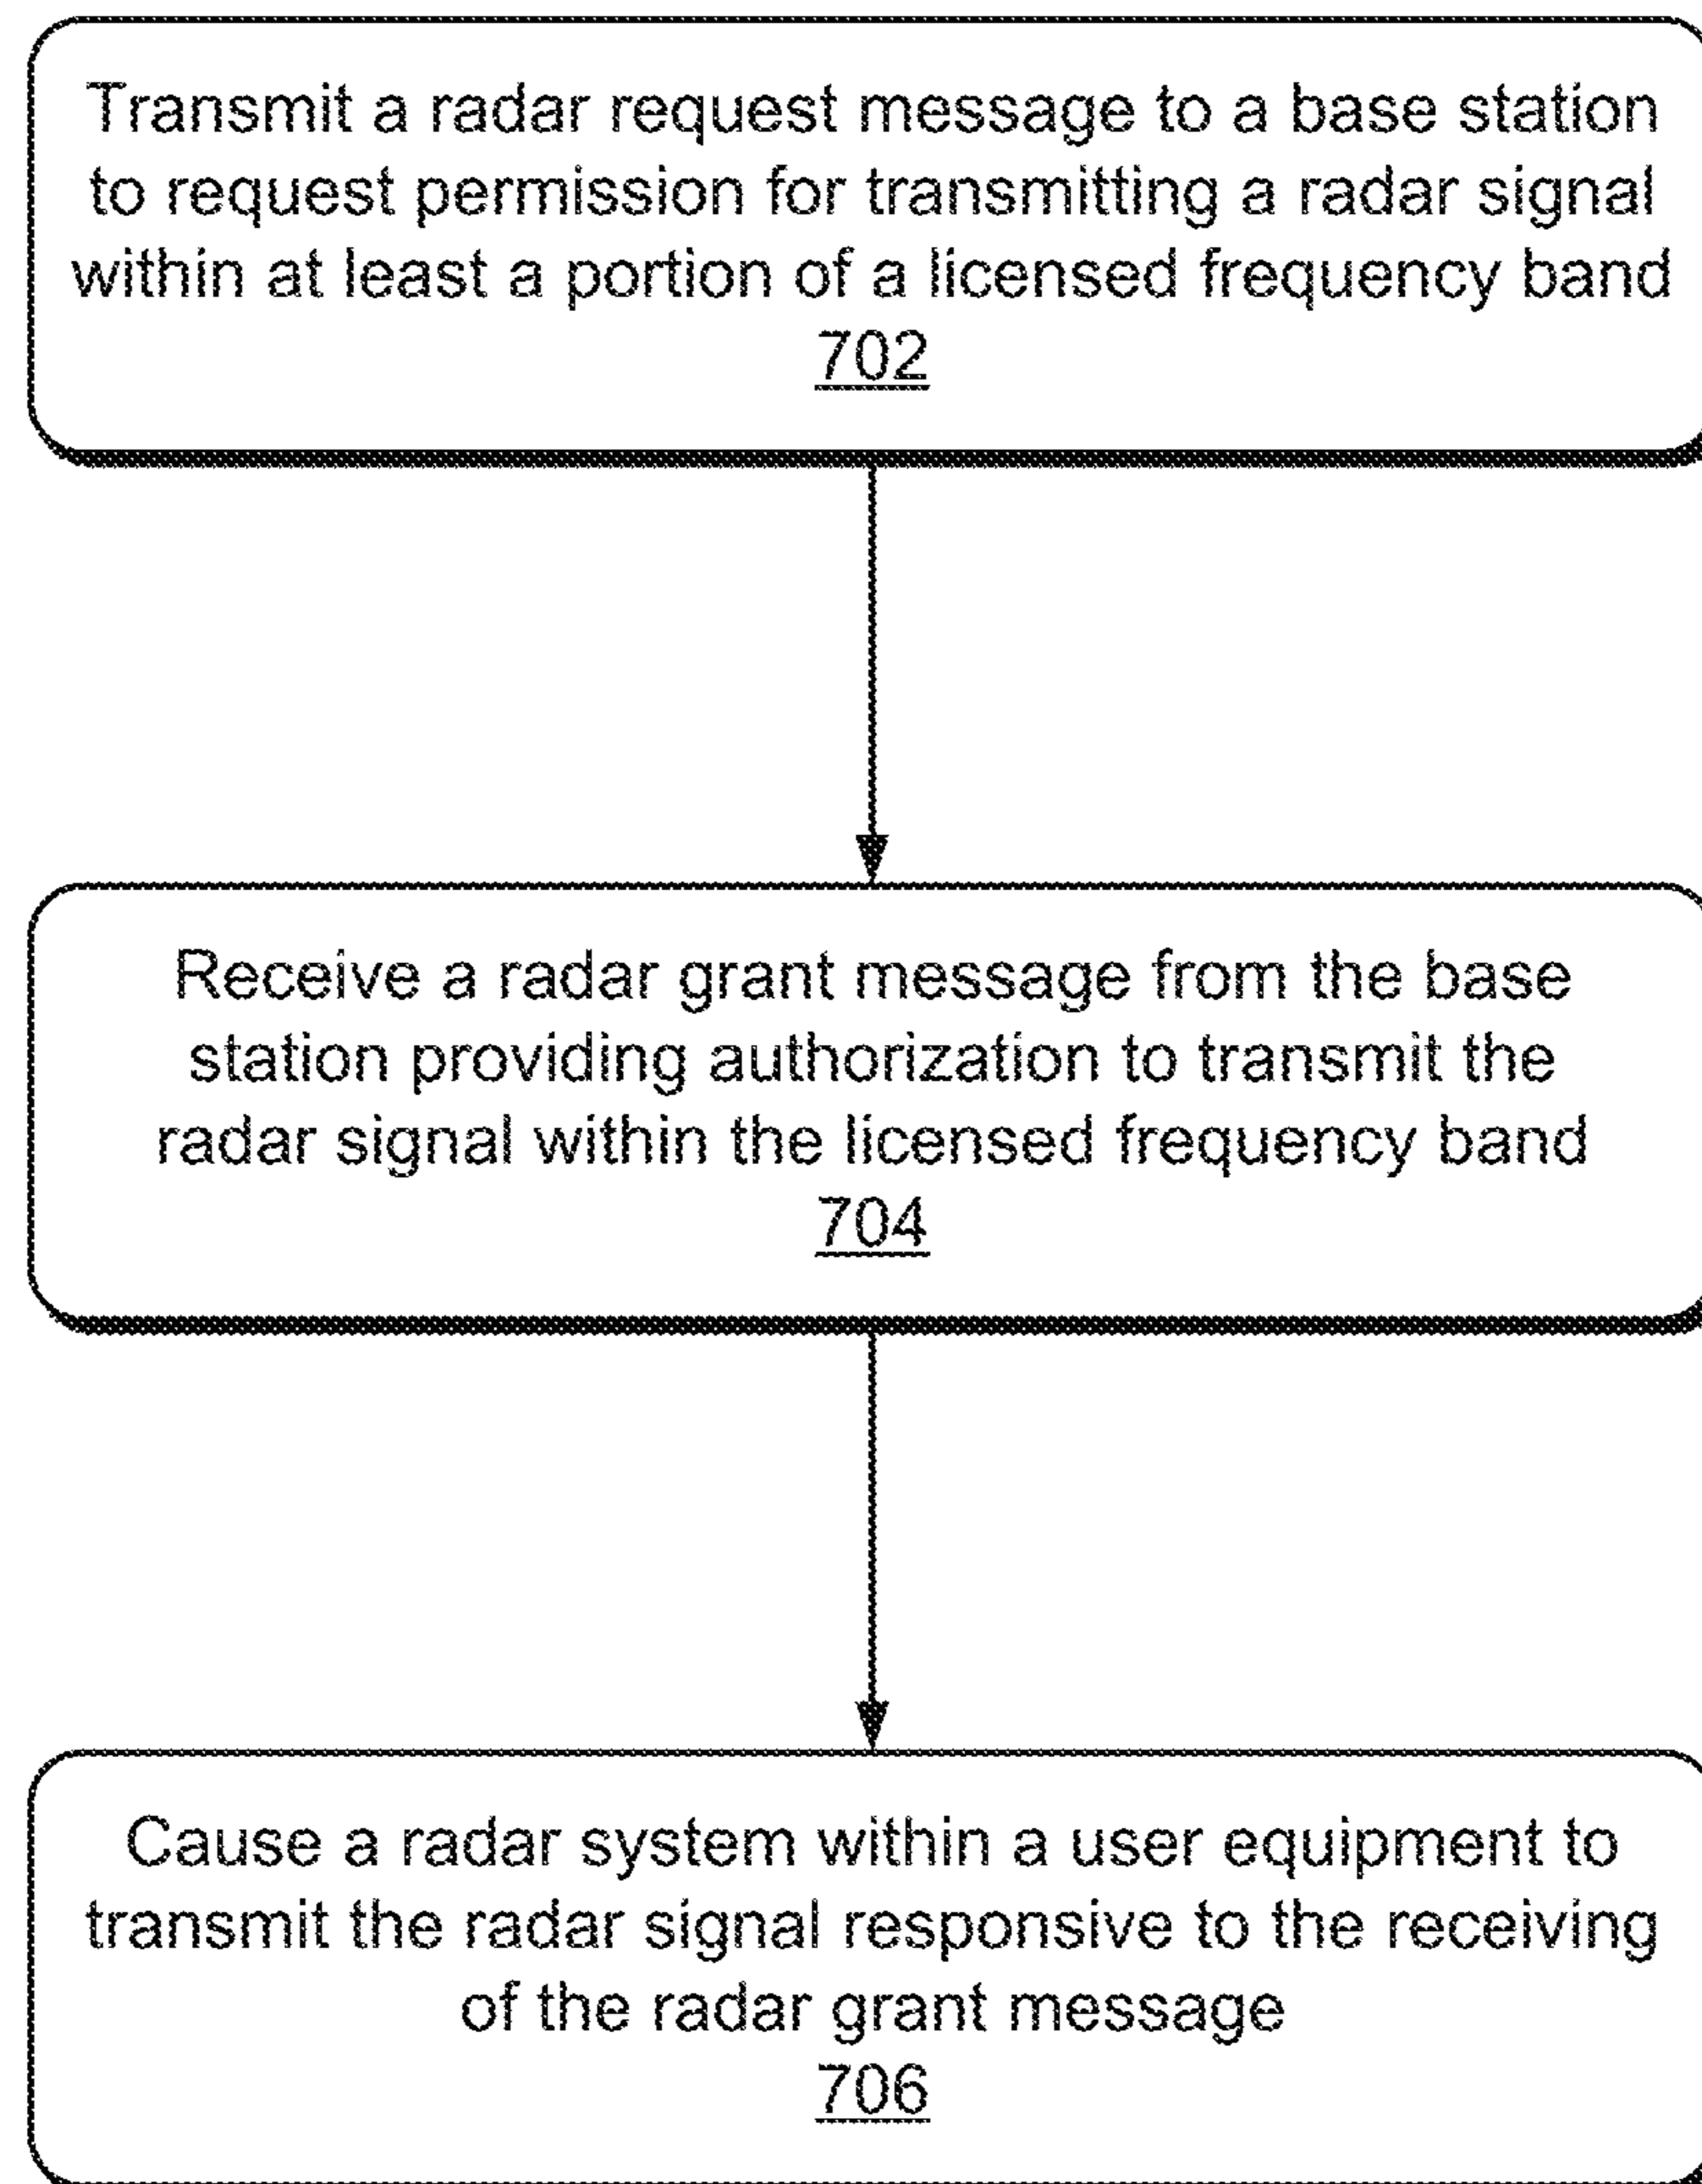 Transmit a radar request message to a base station
to request permission for transmitting a radar signal
within at least a portion of a licensed frequency band
702
Receive a radar grant message from the base
station providing authorization to transmit the
radar signal within the licensed frequency band
704
Cause a radar system within a user equipment to
transmit the radar signal responsive to the receiving
of the radar grant message
706